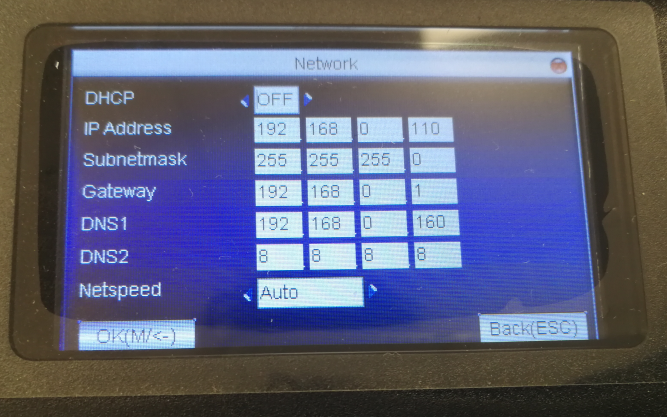 Network
DHCP OFF
IP Address 192 168 0 110
Subnetmask 255 255 255 0
Gateway 192 168 0 1
DNS1 192 168 0 160
DNS2 8 8 8 8
Netspeed Auto
OK(M/<-) Back(ESC)